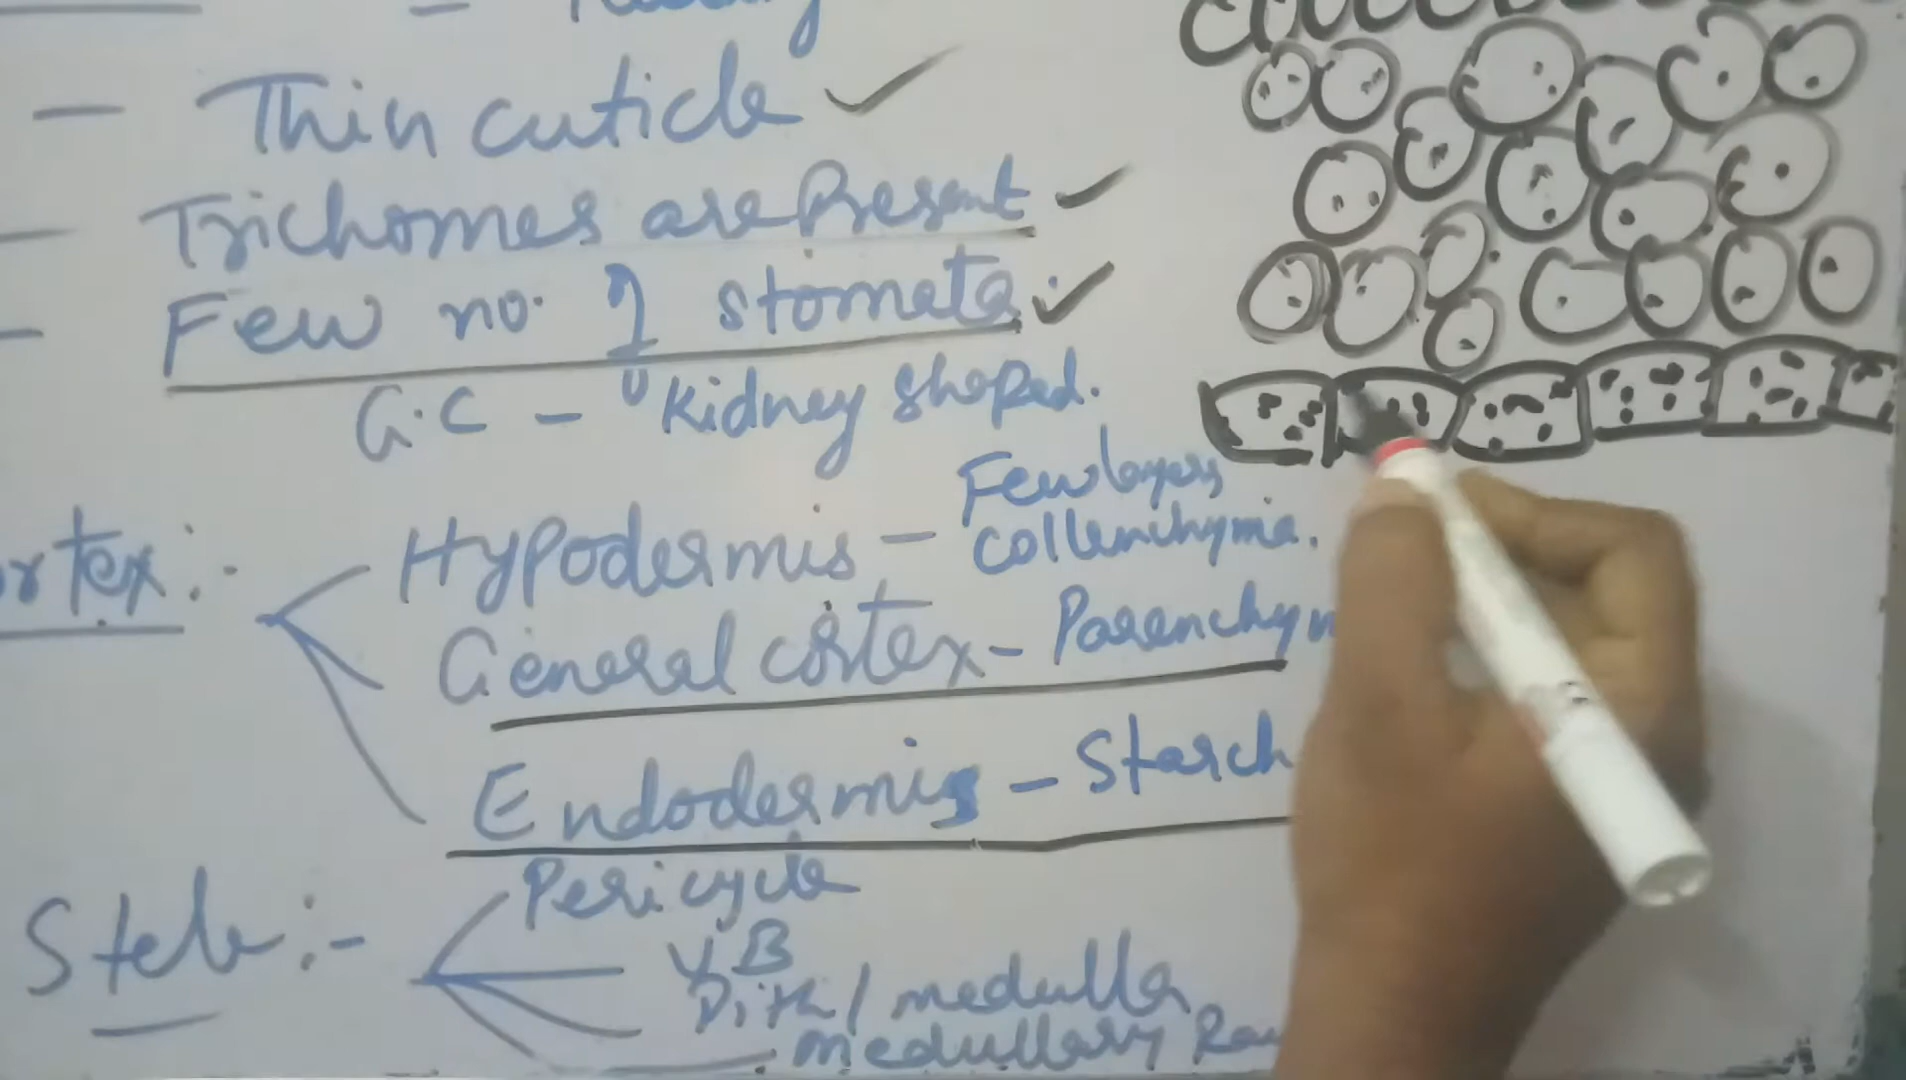 - Thin cuticle ✓
- Trichomes are Present ✓
- Few no. of stomata. ✓
G.C - "Kidney shaped.
ortex:-
Hypodermis - Few layers
collenchyma.
General cortex - Parenchym
Endodermis - Starch
Stele :-
Pericycle
V B
Pith / medulla
medullary Ra